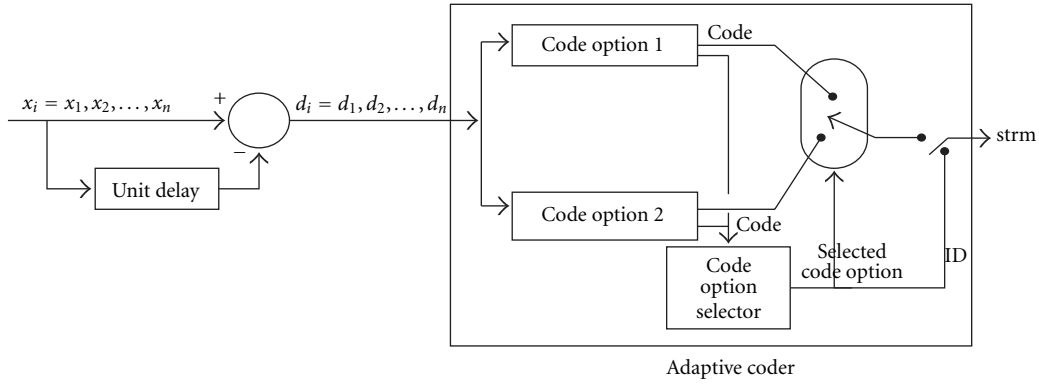 x_i = x_1, x_2, . . . , x_n
+
−
Unit delay
d_i = d_1, d_2, . . . , d_n
Code option 1
Code
Code option 2
Code
Code
option
selector
Selected
code option
ID
strm
Adaptive coder